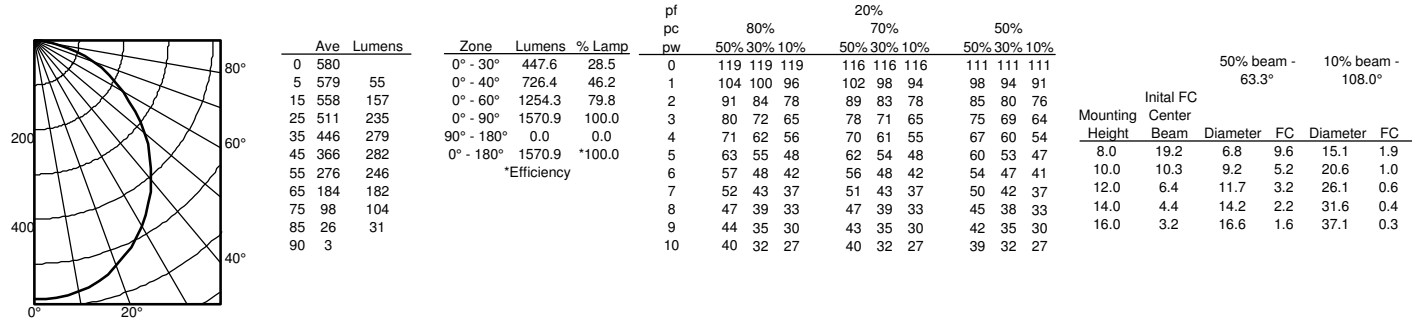 80°
60°
40°
20°
0°
200
400
Ave Lumens
0 580
5 579 55
15 558 157
25 511 235
35 446 279
45 366 282
55 276 246
65 184 182
75 98 104
85 26 31
90 3
Zone Lumens % Lamp
0° - 30° 447.6 28.5
0° - 40° 726.4 46.2
0° - 60° 1254.3 79.8
0° - 90° 1570.9 100.0
90° - 180° 0.0 0.0
0° - 180° 1570.9 *100.0
*Efficiency
pf 20%
pc 80% 70% 50%
pw 50% 30% 10% 50% 30% 10% 50% 30% 10%
0 119 119 119 116 116 116 111 111 111
1 104 100 96 102 98 94 98 94 91
2 91 84 78 89 83 78 85 80 76
3 80 72 65 78 71 65 75 69 64
4 71 62 56 70 61 55 67 60 54
5 63 55 48 62 54 48 60 53 47
6 57 48 42 56 48 42 54 47 41
7 52 43 37 51 43 37 50 42 37
8 47 39 33 47 39 33 45 38 33
9 44 35 30 43 35 30 42 35 30
10 40 32 27 40 32 27 39 32 27
50% beam - 10% beam -
63.3° 108.0°
Inital FC
Mounting Center
Height Beam Diameter FC Diameter FC
8.0 19.2 6.8 9.6 15.1 1.9
10.0 10.3 9.2 5.2 20.6 1.0
12.0 6.4 11.7 3.2 26.1 0.6
14.0 4.4 14.2 2.2 31.6 0.4
16.0 3.2 16.6 1.6 37.1 0.3